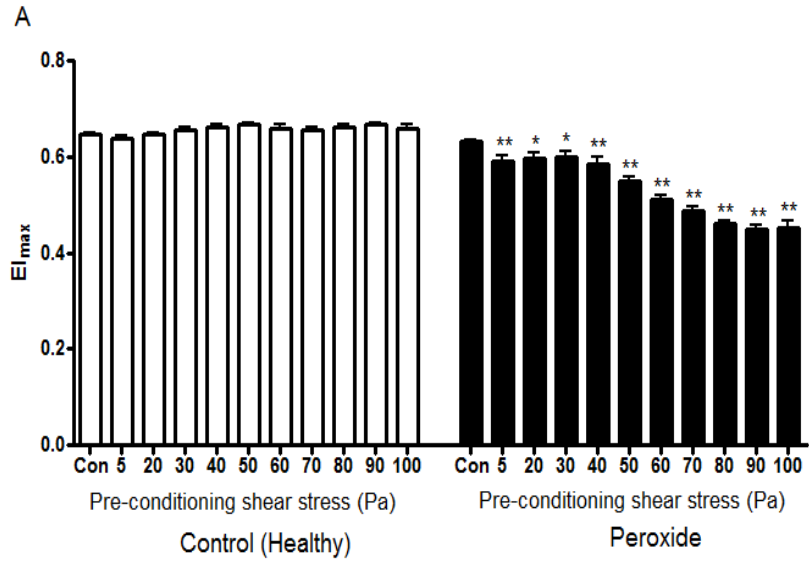 A
0.8
0.6
0.4
0.2
0.0
EImax
** * * ** ** ** ** ** ** **
Con 5 20 30 40 50 60 70 80 90 100
Con 5 20 30 40 50 60 70 80 90 100
Pre-conditioning shear stress (Pa)
Pre-conditioning shear stress (Pa)
Control (Healthy)
Peroxide